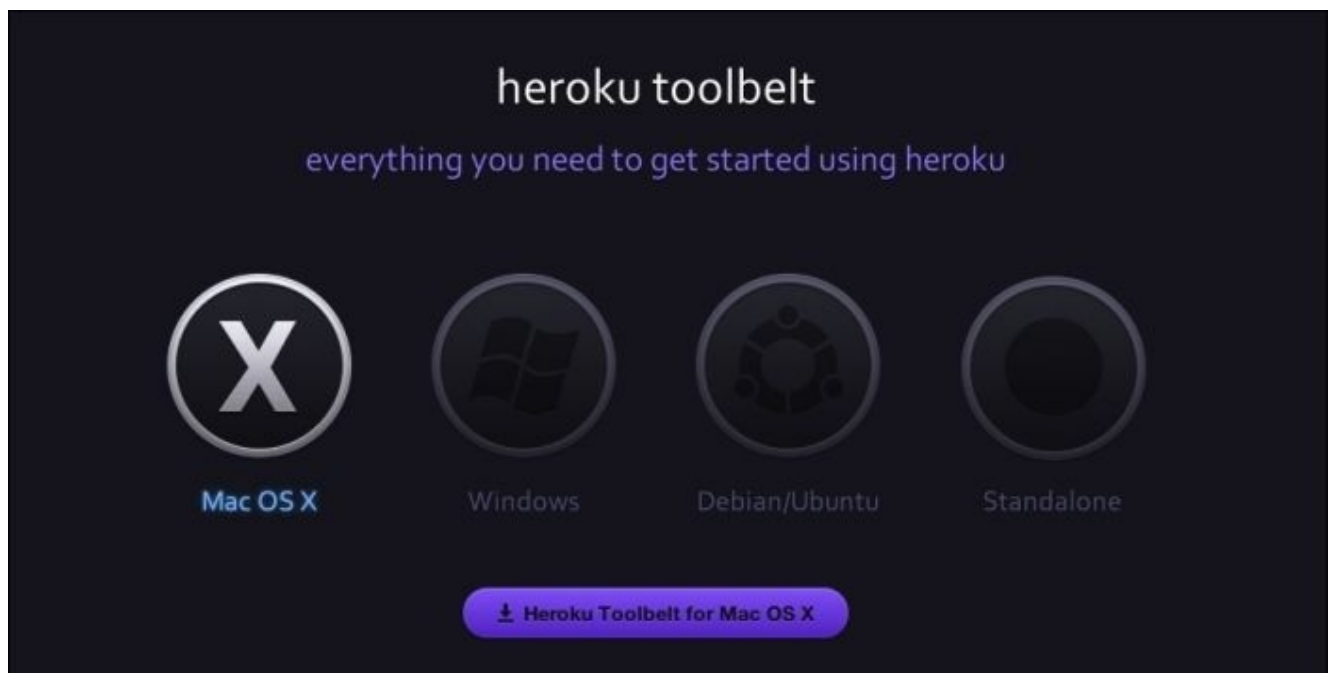 heroku toolbelt
everything you need to get started using heroku
X
Mac OS X
Windows
Debian/Ubuntu
Standalone
Heroku Toolbelt for Mac OS X